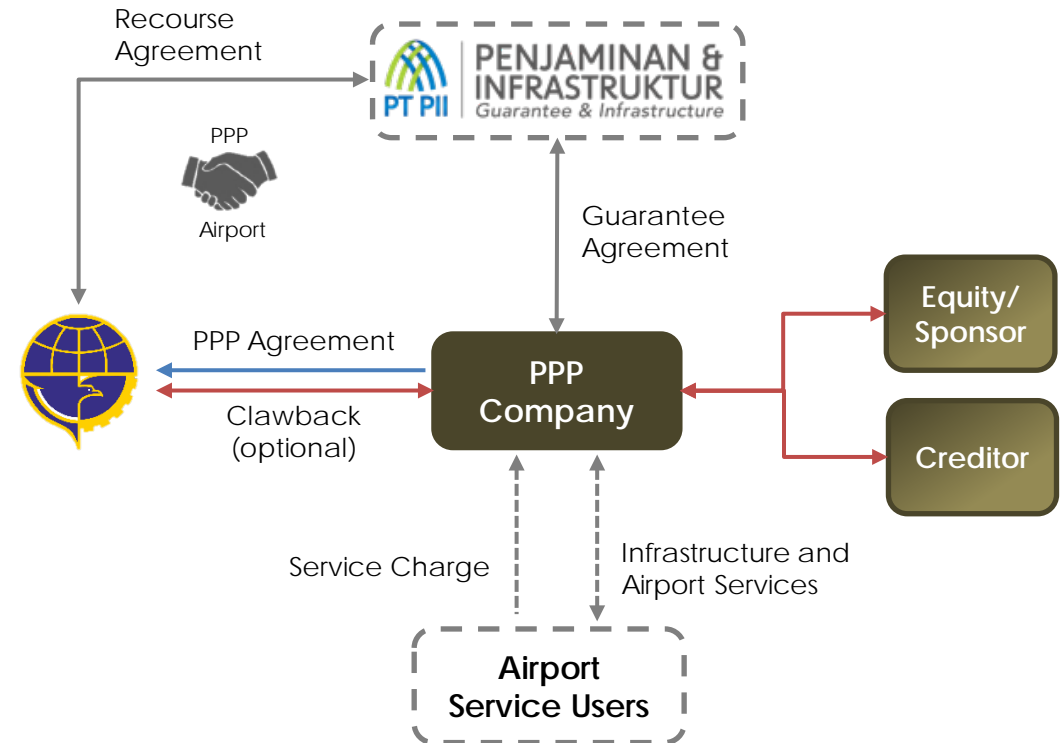 Recourse
Agreement
PT PII
PENJAMINAN &
INFRASTRUKTUR
Guarantee & Infrastructure
PPP
Airport
Guarantee
Agreement
Equity/
Sponsor
PPP Agreement
PPP
Company
Clawback
(optional)
Creditor
Service Charge
Infrastructure and
Airport Services
Airport
Service Users